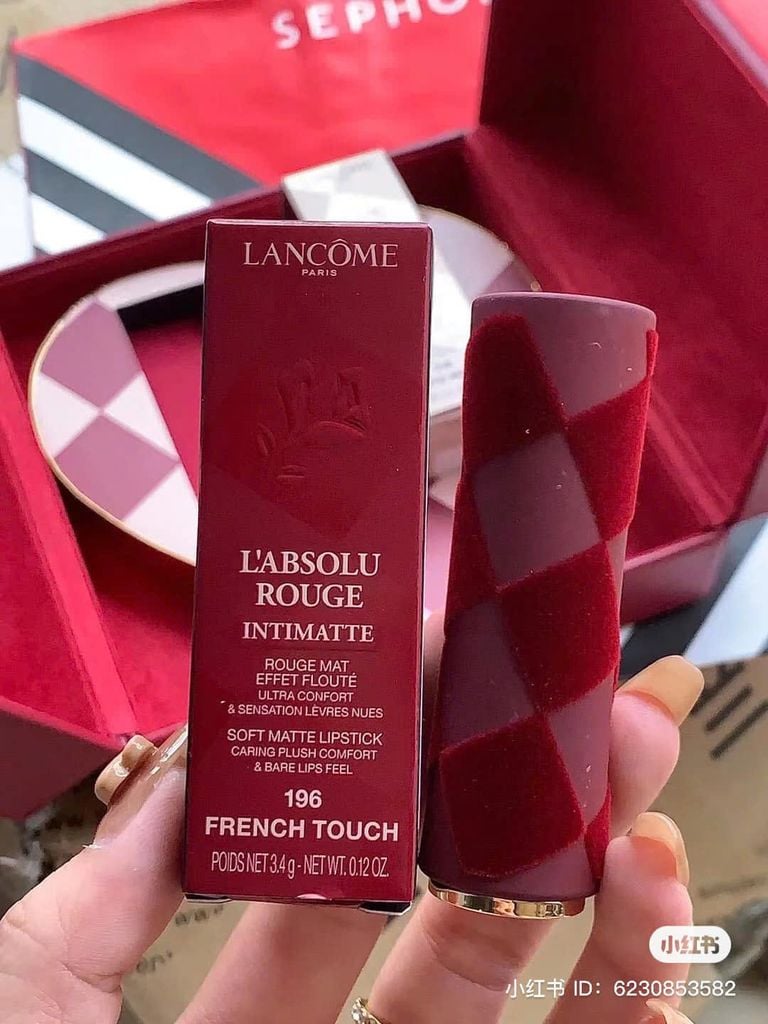 SEPHO
LANCÔME
PARIS
L'ABSOLU
ROUGE
INTIMATTE
ROUGE MAT
EFFET FLOUTÉ
ULTRA CONFORT
& SENSATION LÈVRES NUES
SOFT MATTE LIPSTICK
CARING PLUSH COMFORT
& BARE LIPS FEEL
196
FRENCH TOUCH
POIDS NET 3.4 g - NET WT. 0.12 OZ.
小红书
小红书 ID: 6230853582